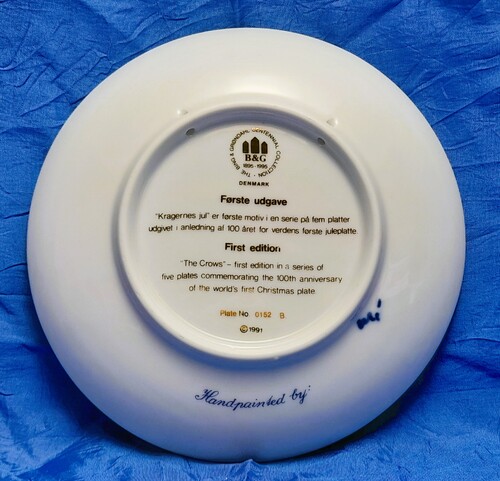 THE BING & GRØNDAHL CENTENNIAL COLLECTION
B&G
1895-1995
DENMARK
Første udgave
"Kragernes jul" er første motiv i en serie på fem platter
udgivet i anledning af 100 året for verdens første juleplatte.
First edition
"The Crows" – first edition in a series of
five plates commemorating the 100th anniversary
of the world's first Christmas plate
Plate No 0152 B
©1991
Handpainted by: